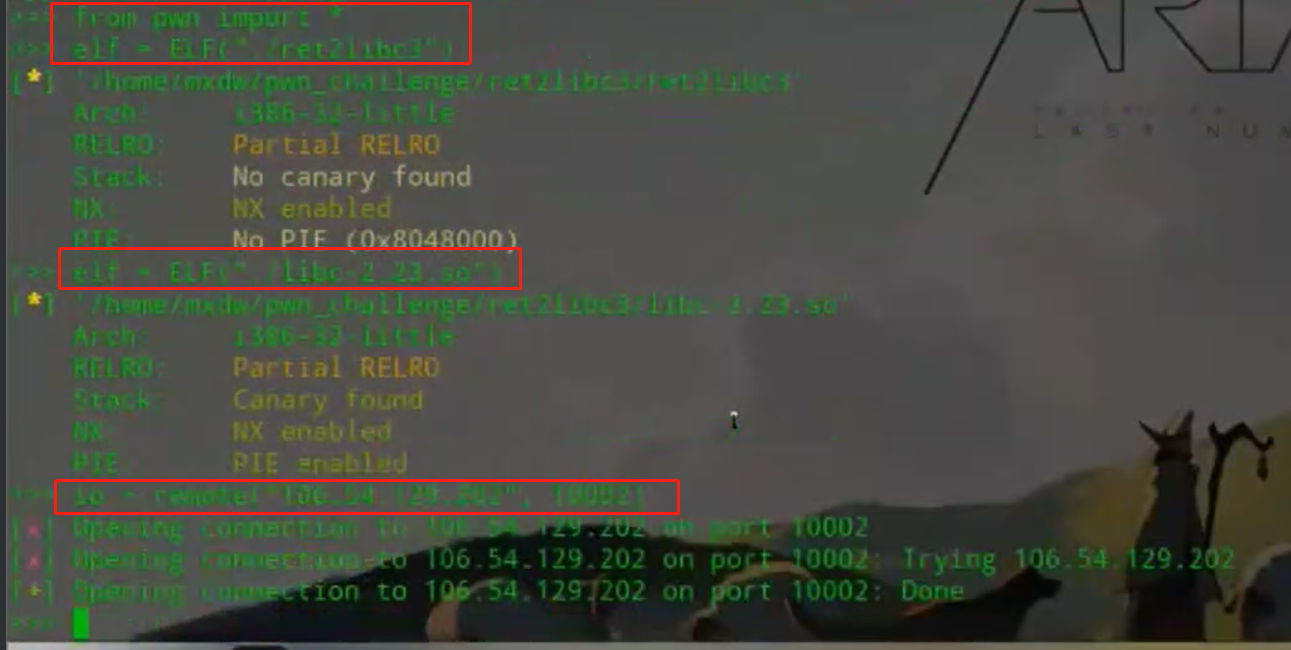 >>> from pwn import *
>>> elf = ELF("./ret2libc3")
[*] '/home/mxdw/pwn_challenge/ret2libc3/ret2libc3'
Arch: i386-32-little
RELRO: Partial RELRO
Stack: No canary found
NX: NX enabled
PIE: No PIE (0x8048000)
>>> elf = ELF("./libc-2.23.so")
[*] '/home/mxdw/pwn_challenge/ret2libc3/libc-2.23.so'
Arch: i386-32-little
RELRO: Partial RELRO
Stack: Canary found
NX: NX enabled
PIE: PIE enabled
>>> io = remote("106.54.129.202", 10002)
[x] Opening connection to 106.54.129.202 on port 10002
[x] Opening connection to 106.54.129.202 on port 10002: Trying 106.54.129.202
[+] Opening connection to 106.54.129.202 on port 10002: Done
>>>
LAST